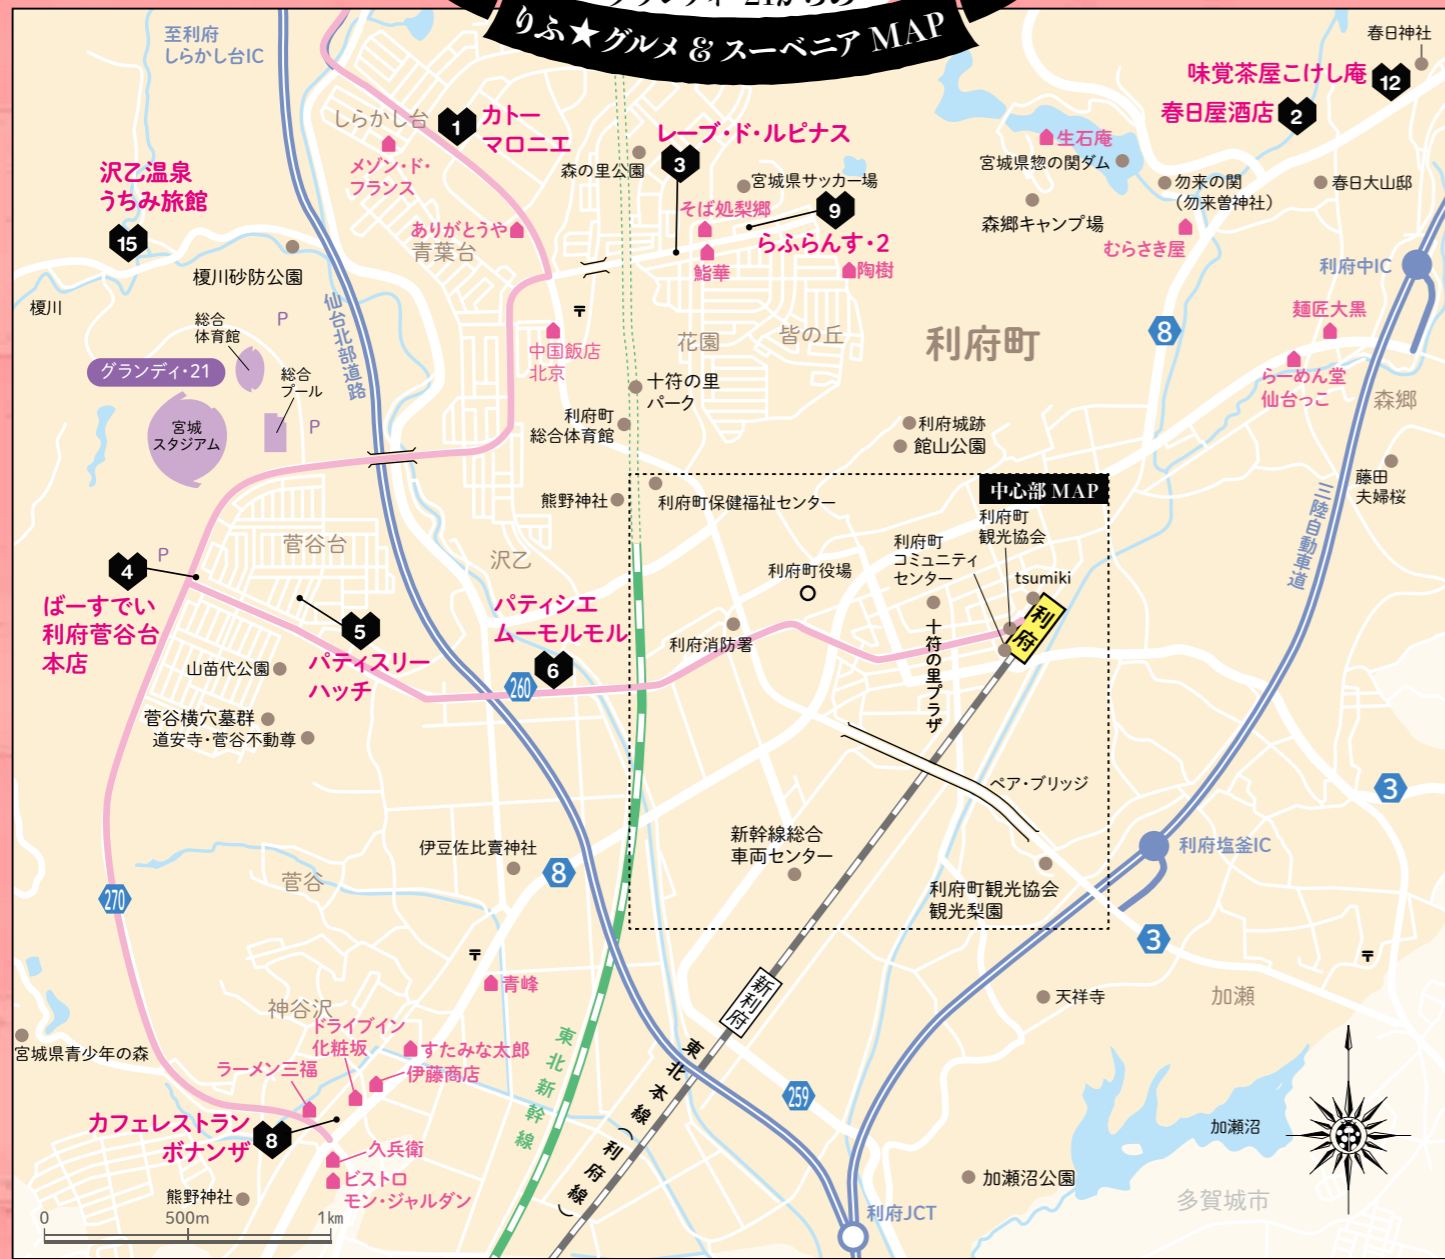 りふ★グルメ & スーベニア MAP
至利府
しらかし台IC
春日神社
味覚茶屋こけし庵
12
春日屋酒店
2
しらかし台
1
カトー
マロニエ
メゾン・ド・
フランス
森の里公園
レーブ・ド・ルピナス
3
宮城県サッカー場
そば処梨郷
9
らふらんす・2
鮨華
陶樹
生石庵
宮城県惣の関ダム
森郷キャンプ場
勿来の関
(勿来曽神社)
春日大山邸
むらさき屋
沢乙温泉
うちみ旅館
15
ありがとうや
青葉台
榎川砂防公園
榎川
利府中IC
総合
体育館
P
グランディ・21
総合
プール
P
宮城
スタジアム
仙台北部道路
〒
中国飯店
北京
花園
皆の丘
利府町
8
麺匠大黒
らーめん堂
仙台っこ
森郷
十符の里
パーク
利府町
総合体育館
利府城跡
館山公園
藤田
夫婦桜
三陸自動車道
熊野神社
利府町保健福祉センター
中心部 MAP
利府町
観光協会
利府町
コミュニティ
センター
tsumiki
利府町役場
利府
利府消防署
十符の里プラザ
菅谷台
沢乙
P
4
ばーすでい
利府菅谷台
本店
5
パティスリー
ハッチ
パティシエ
ムーモルモル
6
260
山苗代公園
菅谷横穴墓群
道安寺・菅谷不動尊
ペア・ブリッジ
3
新幹線総合
車両センター
利府塩釜IC
利府町観光協会
観光梨園
伊豆佐比賣神社
8
菅谷
270
3
〒
〒
青峰
新利府
天祥寺
加瀬
神谷沢
宮城県青少年の森
ドライブイン
化粧坂
すたみな太郎
ラーメン三福
伊藤商店
東北新幹線
東北本線(利府線)
259
カフェレストラン
ボナンザ
8
久兵衛
ビストロ
モン・ジャルダン
熊野神社
加瀬沼
加瀬沼公園
多賀城市
利府JCT
0
500m
1km